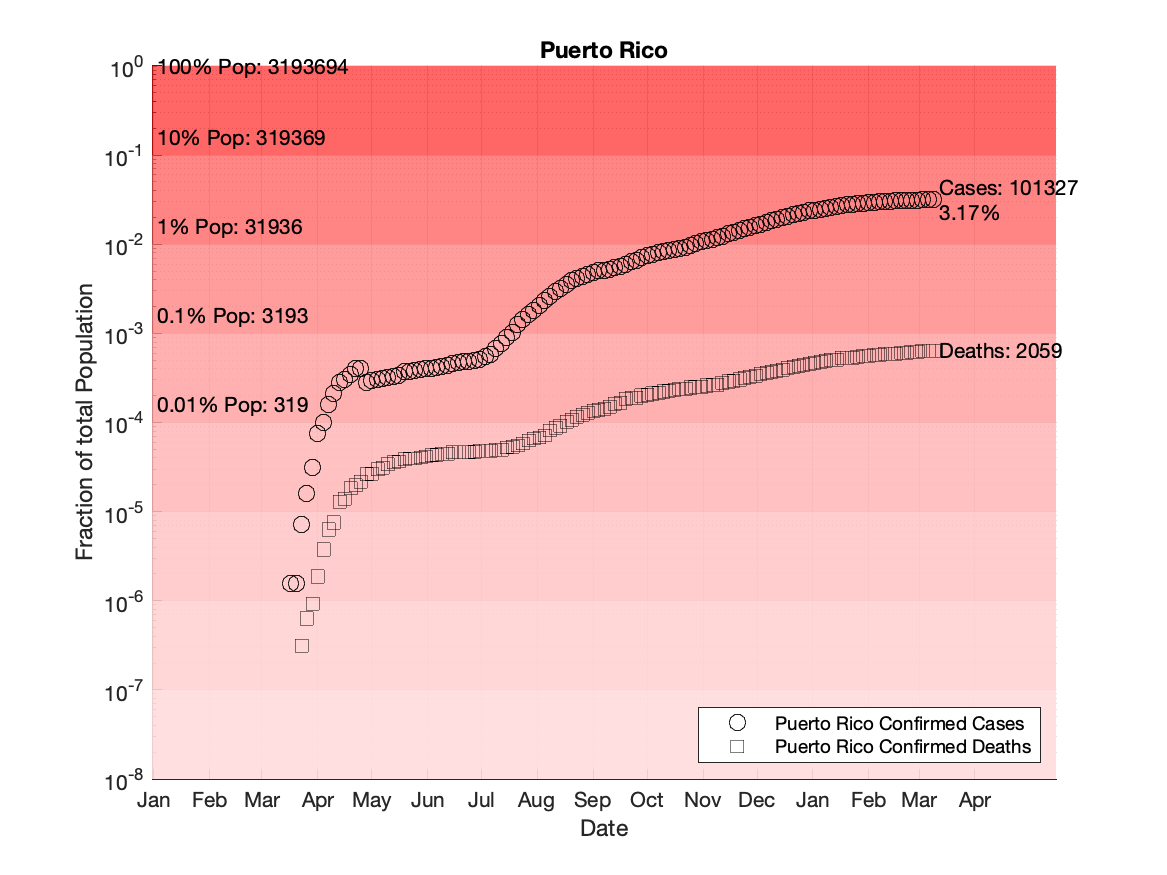 Puerto Rico
10^0
100% Pop: 3193694
10% Pop: 319369
10^-1
Cases: 101327
3.17%
1% Pop: 31936
10^-2
0.1% Pop: 3193
10^-3
Deaths: 2059
0.01% Pop: 319
10^-4
10^-5
10^-6
10^-7
10^-8
Fraction of total Population
Puerto Rico Confirmed Cases
Puerto Rico Confirmed Deaths
Jan Feb Mar Apr May Jun Jul Aug Sep Oct Nov Dec Jan Feb Mar Apr
Date